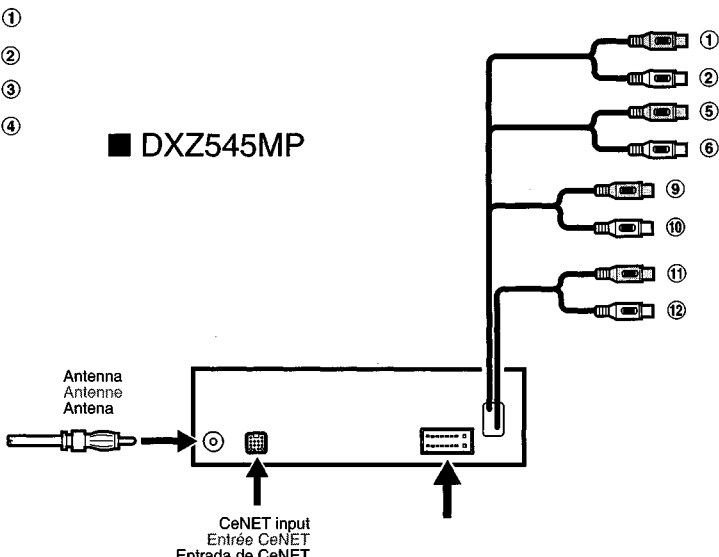 ①
②
③
④
■ DXZ545MP
①
②
⑤
⑥
⑨
⑩
⑪
⑫
Antenna
Antenne
Antena
CeNET input
Entrée CeNET
Entrada de CeNET